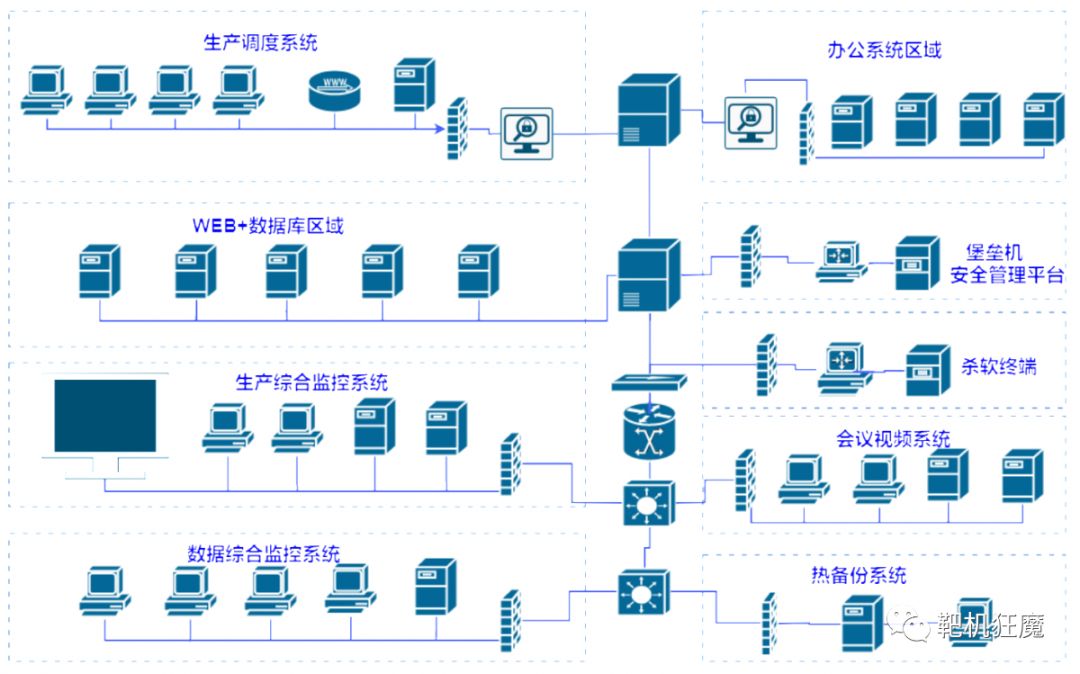 生产调度系统
WWW
办公系统区域
WEB+数据库区域
堡垒机
安全管理平台
生产综合监控系统
杀软终端
会议视频系统
数据综合监控系统
热备份系统
靶机狂魔